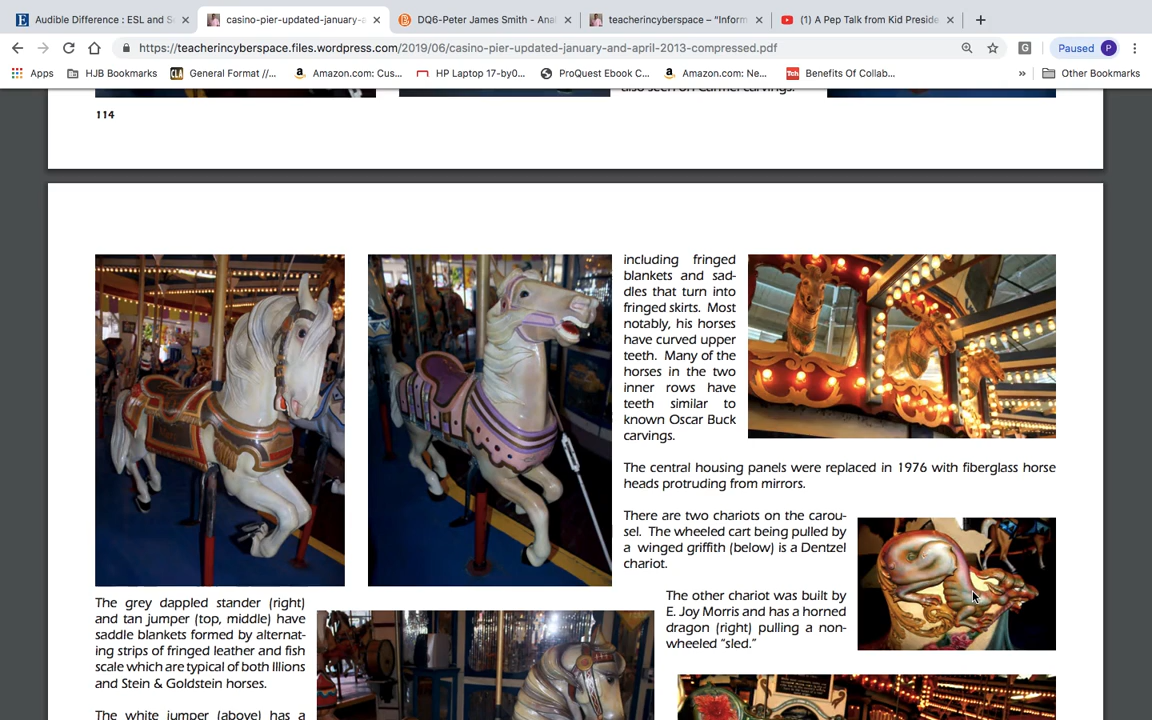 Audible Difference : ESL and S
casino-pier-updated-january-a
DQ6-Peter James Smith - Ana
teacherincyberspace – "Inform
(1) A Pep Talk from Kid Preside
https://teacherincyberspace.files.wordpress.com/2019/06/casino-pier-updated-january-and-april-2013-compressed.pdf
Paused P
Apps HJB Bookmarks General Format //... Amazon.com: Cus... HP Laptop 17-by0... ProQuest Ebook C... Amazon.com: Ne... Benefits Of Collab... » Other Bookmarks
also seen on Carmel carvings.
114
including fringed
blankets and sad-
dles that turn into
fringed skirts. Most
notably, his horses
have curved upper
teeth. Many of the
horses in the two
inner rows have
teeth similar to
known Oscar Buck
carvings.
The central housing panels were replaced in 1976 with fiberglass horse
heads protruding from mirrors.
There are two chariots on the carou-
sel. The wheeled cart being pulled by
a winged griffith (below) is a Dentzel
chariot.
The other chariot was built by
E. Joy Morris and has a horned
dragon (right) pulling a non-
wheeled “sled.”
The grey dappled stander (right)
and tan jumper (top, middle) have
saddle blankets formed by alternat-
ing strips of fringed leather and fish
scale which are typical of both Illions
and Stein & Goldstein horses.
The white jumper (above) has a